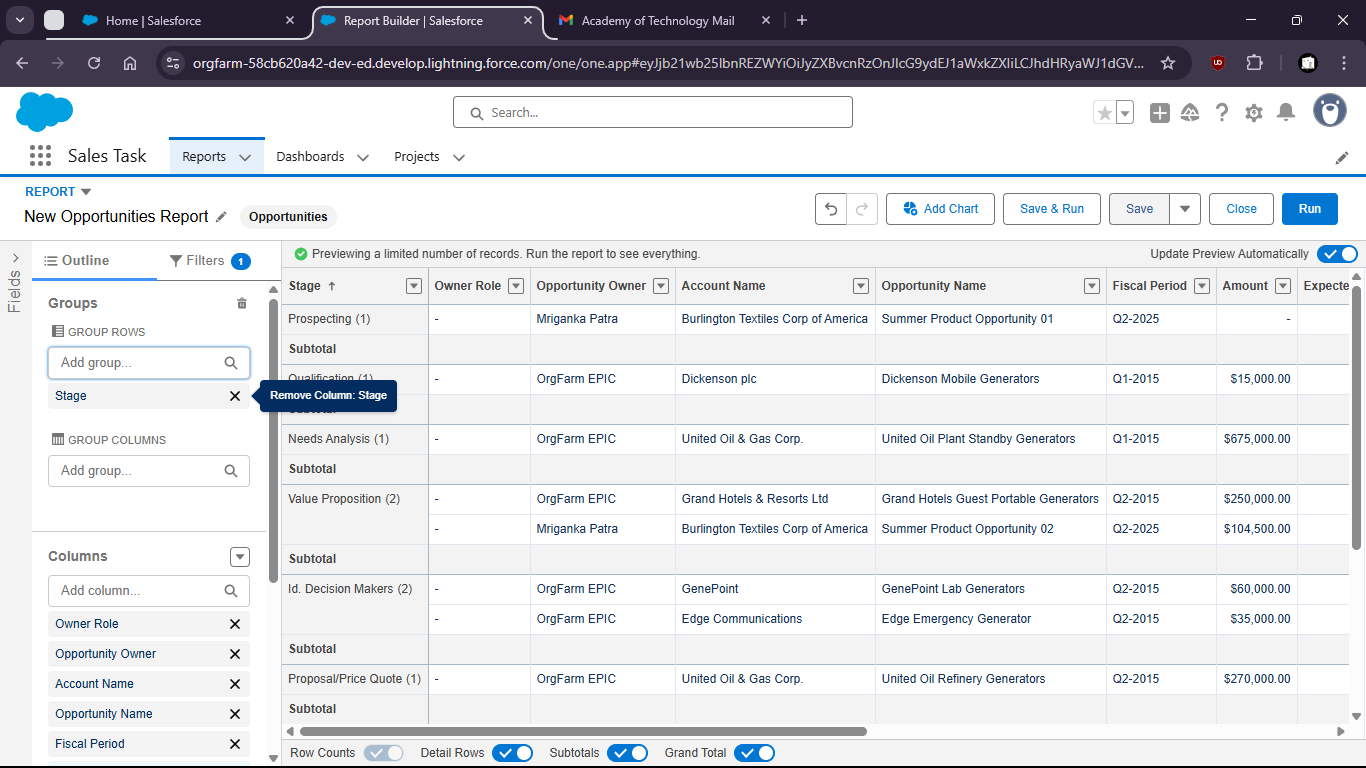 Home | Salesforce
Report Builder | Salesforce
Academy of Technology Mail
orgfarm-58cb620a42-dev-ed.develop.lightning.force.com/one/one.app#eyJjb21wb25lbnREZWYiOiJyZXBvcnRzOnJlcG9ydEJ1aWxkZXIiLCJhdHRyaWJ1dGV...
Search...
Sales Task
Reports
Dashboards
Projects
REPORT
New Opportunities Report
Opportunities
Add Chart
Save & Run
Save
Close
Run
Fields
Outline
Filters 1
Previewing a limited number of records. Run the report to see everything.
Update Preview Automatically
Groups
GROUP ROWS
Add group...
Stage
Remove Column: Stage
GROUP COLUMNS
Add group...
Columns
Add column...
Owner Role
Opportunity Owner
Account Name
Opportunity Name
Fiscal Period
Stage ↑ Owner Role Opportunity Owner Account Name Opportunity Name Fiscal Period Amount Expecte
Prospecting (1) - Mriganka Patra Burlington Textiles Corp of America Summer Product Opportunity 01 Q2-2025 -
Subtotal
Qualification (1) - OrgFarm EPIC Dickenson plc Dickenson Mobile Generators Q1-2015 $15,000.00
Subtotal
Needs Analysis (1) - OrgFarm EPIC United Oil & Gas Corp. United Oil Plant Standby Generators Q1-2015 $675,000.00
Subtotal
Value Proposition (2) - OrgFarm EPIC Grand Hotels & Resorts Ltd Grand Hotels Guest Portable Generators Q2-2015 $250,000.00
- Mriganka Patra Burlington Textiles Corp of America Summer Product Opportunity 02 Q2-2025 $104,500.00
Subtotal
Id. Decision Makers (2) - OrgFarm EPIC GenePoint GenePoint Lab Generators Q2-2015 $60,000.00
- OrgFarm EPIC Edge Communications Edge Emergency Generator Q2-2015 $35,000.00
Subtotal
Proposal/Price Quote (1) - OrgFarm EPIC United Oil & Gas Corp. United Oil Refinery Generators Q2-2015 $270,000.00
Subtotal
Row Counts
Detail Rows
Subtotals
Grand Total